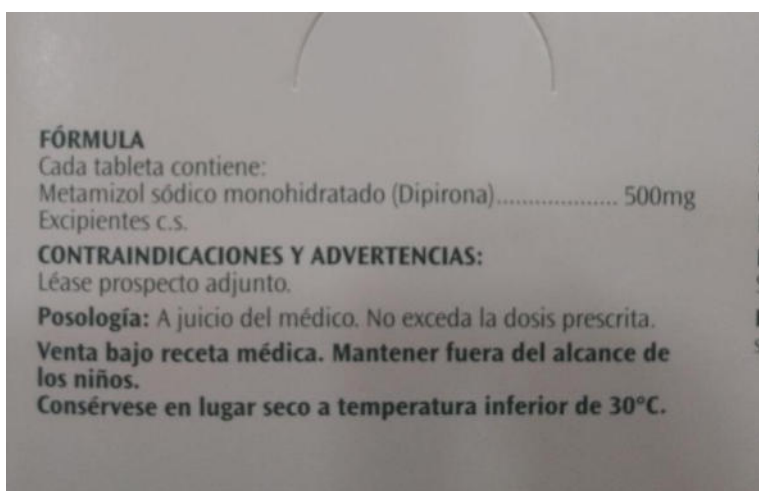 FÓRMULA
Cada tableta contiene:
Metamizol sódico monohidratado (Dipirona)................... 500mg
Excipientes c.s.
CONTRAINDICACIONES Y ADVERTENCIAS:
Léase prospecto adjunto.
Posología: A juicio del médico. No exceda la dosis prescrita.
Venta bajo receta médica. Mantener fuera del alcance de
los niños.
Consérvese en lugar seco a temperatura inferior de 30°C.